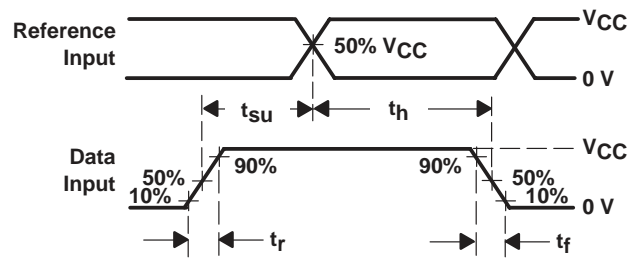 Reference
Input
VCC
50% VCC
0 V
tsu
th
Data
Input
VCC
90%
90%
50%
50%
10%
10%
0 V
tr
tf